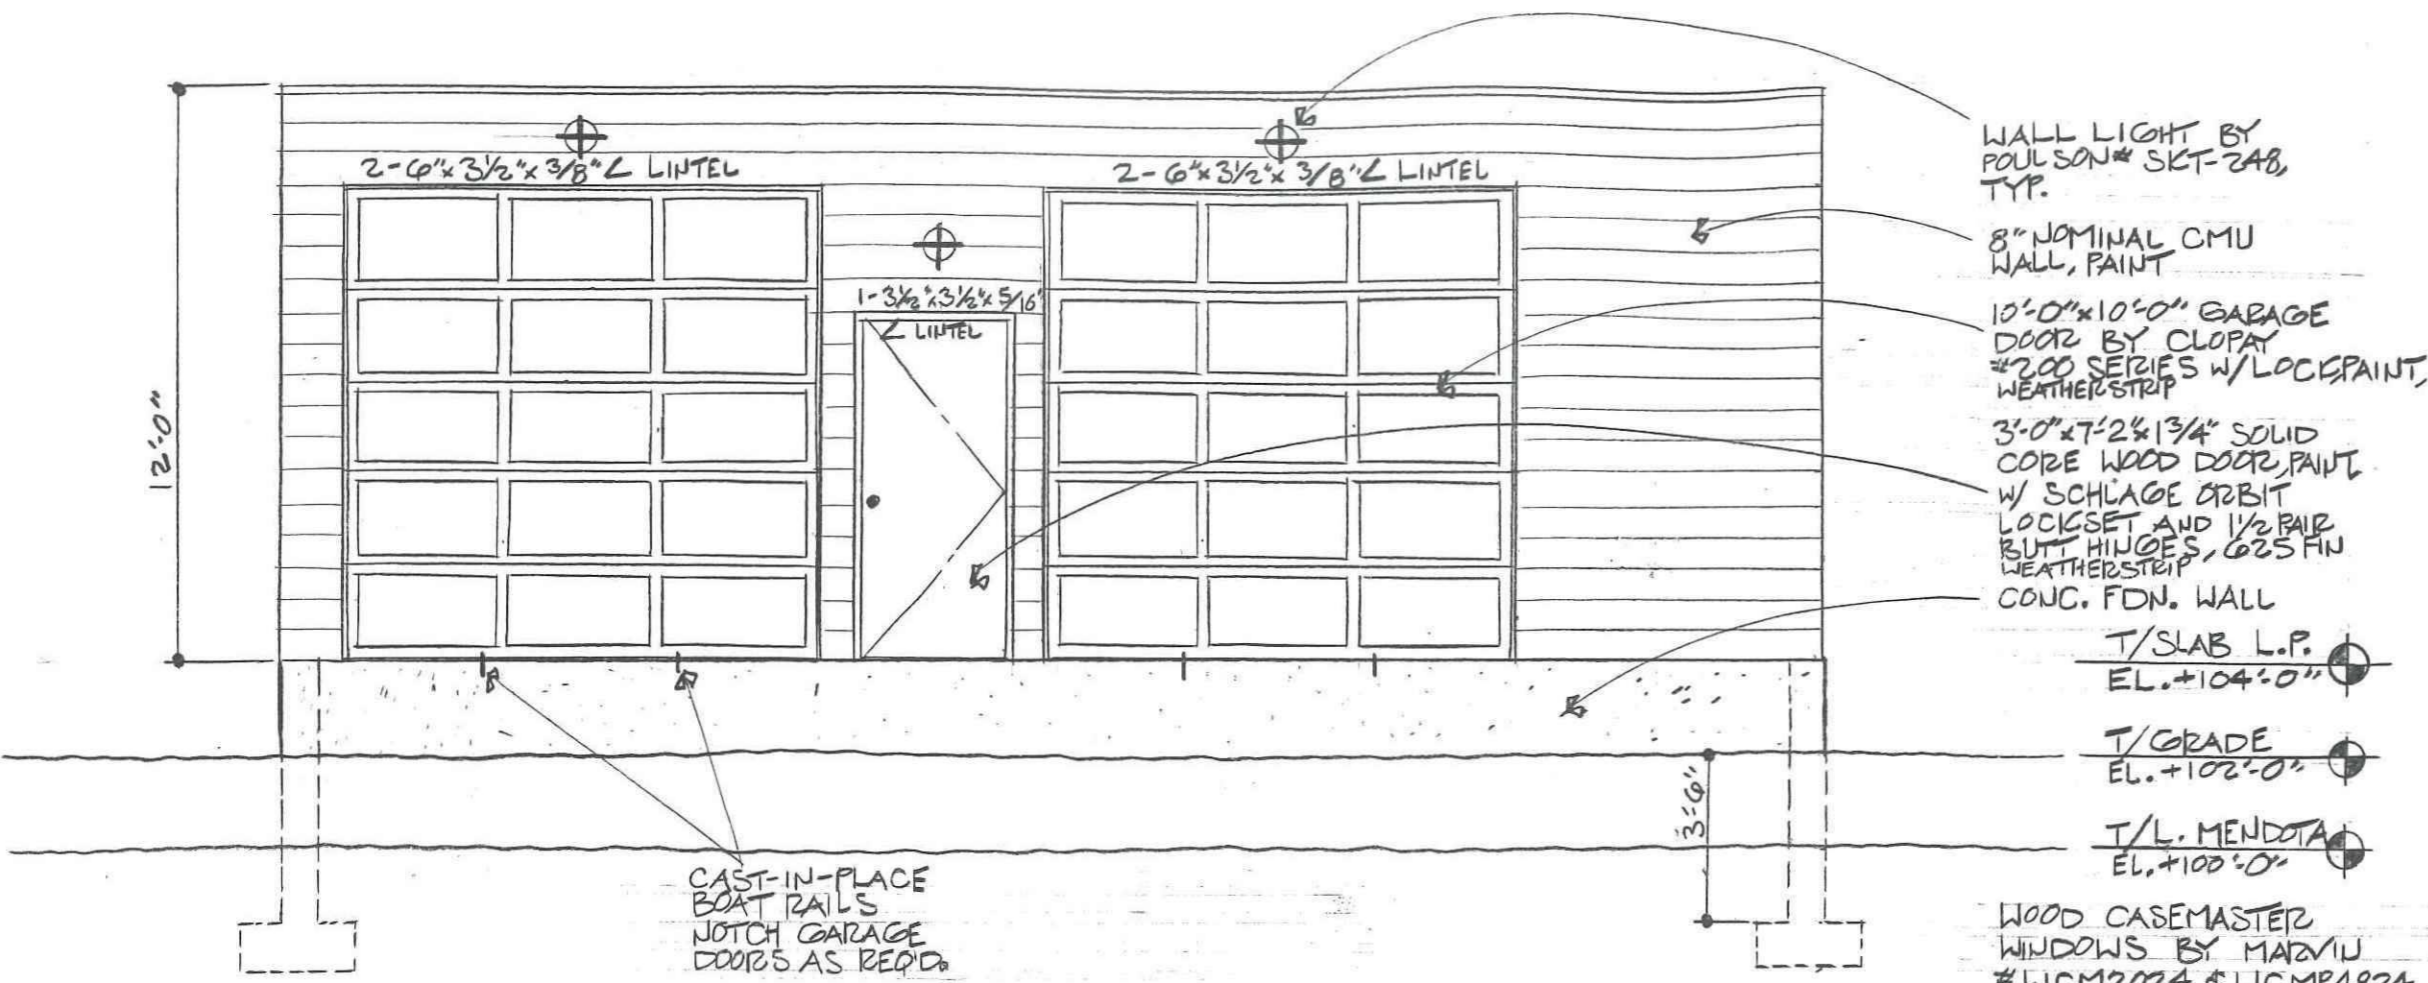 2-6"x3½"x3/8"∠ LINTEL
2-6"x3½"x3/8"∠ LINTEL
1-3½"x3½"x5/16"
∠ LINTEL
12'-0"
3'-6"
CAST-IN-PLACE
BOAT RAILS
NOTCH GARAGE
DOORS AS REQ'D.
WALL LIGHT BY
POULSON# SKT-248,
TYP.
8" NOMINAL CMU
WALL, PAINT
10'-0"x10'-0" GARAGE
DOOR BY CLOPAY
#200 SERIES W/LOCK,PAINT,
WEATHERSTRIP
3'-0"x7'-2"x1¾" SOLID
CORE WOOD DOOR,PAINT
W/ SCHLAGE ORBIT
LOCKSET AND 1½ PAIR
BUTT HINGES, 625 FIN
WEATHERSTRIP
CONC. FDN. WALL
T/SLAB L.P.
EL.+104'-0"
T/GRADE
EL.+102'-0"
T/L. MENDOTA
EL.+100'-0"
WOOD CASEMASTER
WINDOWS BY MARVIN